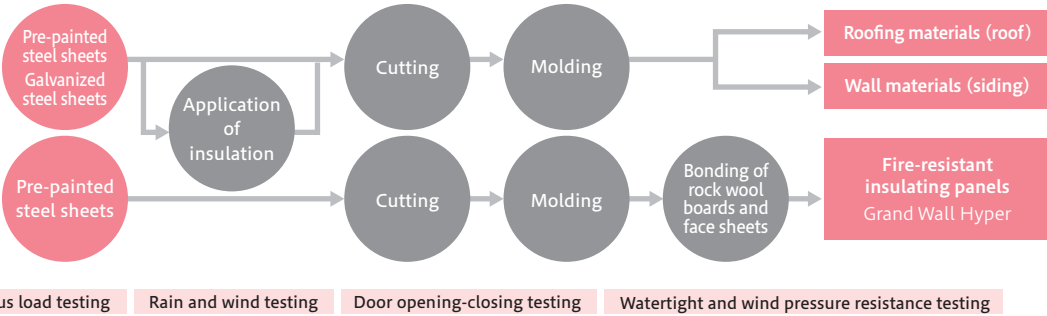 Pre-painted
steel sheets
Galvanized
steel sheets
Application
of
insulation
Cutting
Molding
Roofing materials (roof)
Wall materials (siding)
Pre-painted
steel sheets
Cutting
Molding
Bonding of
rock wool
boards and
face sheets
Fire-resistant
insulating panels
Grand Wall Hyper
load testing
Rain and wind testing
Door opening-closing testing
Watertight and wind pressure resistance testing